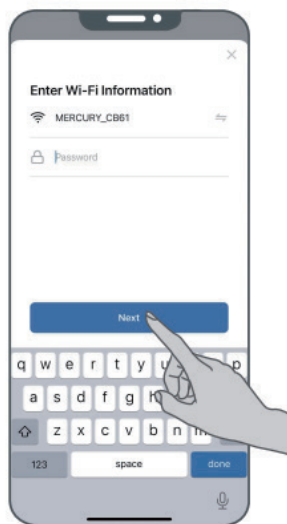 Enter Wi-Fi Information
MERCURY_CB61
Password
Next
q w e r t y u p
a s d f g h
z x c v b n m
123 space done